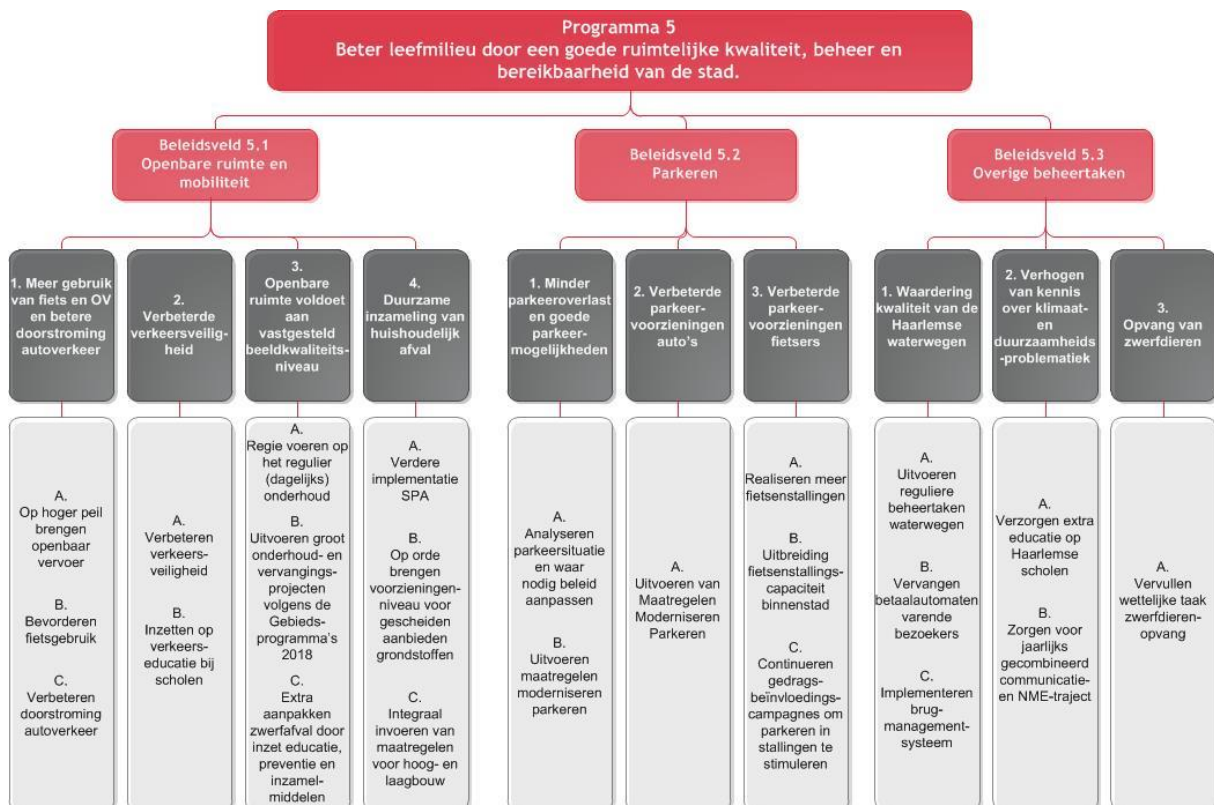 Programma 5
Beter leefmilieu door een goede ruimtelijke kwaliteit, beheer en
bereikbaarheid van de stad.
Beleidsveld 5.1
Openbare ruimte en
mobiliteit
Beleidsveld 5.2
Parkeren
Beleidsveld 5.3
Overige beheertaken
1. Meer gebruik
van fiets en OV
en betere
doorstroming
autoverkeer
2.
Verbeterde
verkeersveilig-
heid
3.
Openbare
ruimte voldoet
aan
vastgesteld
beeldkwaliteits-
niveau
4.
Duurzame
inzameling van
huishoudelijk
afval
1. Minder
parkeeroverlast
en goede
parkeer-
mogelijkheden
2. Verbeterde
parkeer-
voorzieningen
auto's
3. Verbeterde
parkeer-
voorzieningen
fietsers
1. Waardering
kwaliteit van de
Haarlemse
waterwegen
2. Verhogen
van kennis
over klimaat-
en
duurzaamheids
-problematiek
3.
Opvang van
zwerfdieren
A.
Op hoger peil
brengen
openbaar
vervoer
B.
Bevorderen
fietsgebruik
C.
Verbeteren
doorstroming
autoverkeer
A.
Verbeteren
verkeers-
veiligheid
B.
Inzetten op
verkeers-
educatie bij
scholen
A.
Regie voeren op
het regulier
(dagelijks)
onderhoud
B.
Uitvoeren groot
onderhoud- en
vervangings-
projecten
volgens de
Gebieds-
programma's
2018
C.
Extra
aanpakken
zwerfafval door
inzet educatie,
preventie en
inzamel-
middelen
A.
Verdere
implementatie
SPA
B.
Op orde
brengen
voorzieningen-
niveau voor
gescheiden
aanbieden
grondstoffen
C.
Integraal
invoeren van
maatregelen
voor hoog- en
laagbouw
A.
Analyseren
parkeersituatie
en waar
nodig beleid
aanpassen
B.
Uitvoeren
maatregelen
moderniseren
parkeren
A.
Uitvoeren van
Maatregelen
Moderniseren
Parkeren
A.
Realiseren meer
fietsenstallingen
B.
Uitbreiding
fietsenstallings-
capaciteit
binnenstad
C.
Continueren
gedrags-
beïnvloedings-
campagnes om
parkeren in
stallingen te
stimuleren
A.
Uitvoeren
reguliere
beheertaken
waterwegen
B.
Vervangen
betaalautomaten
varende
bezoekers
C.
Implementeren
brug-
management-
systeem
A.
Verzorgen extra
educatie op
Haarlemse
scholen
B.
Zorgen voor
jaarlijks
gecombineerd
communicatie-
en NME-traject
A.
Vervullen
wettelijke taak
zwerfdieren-
opvang